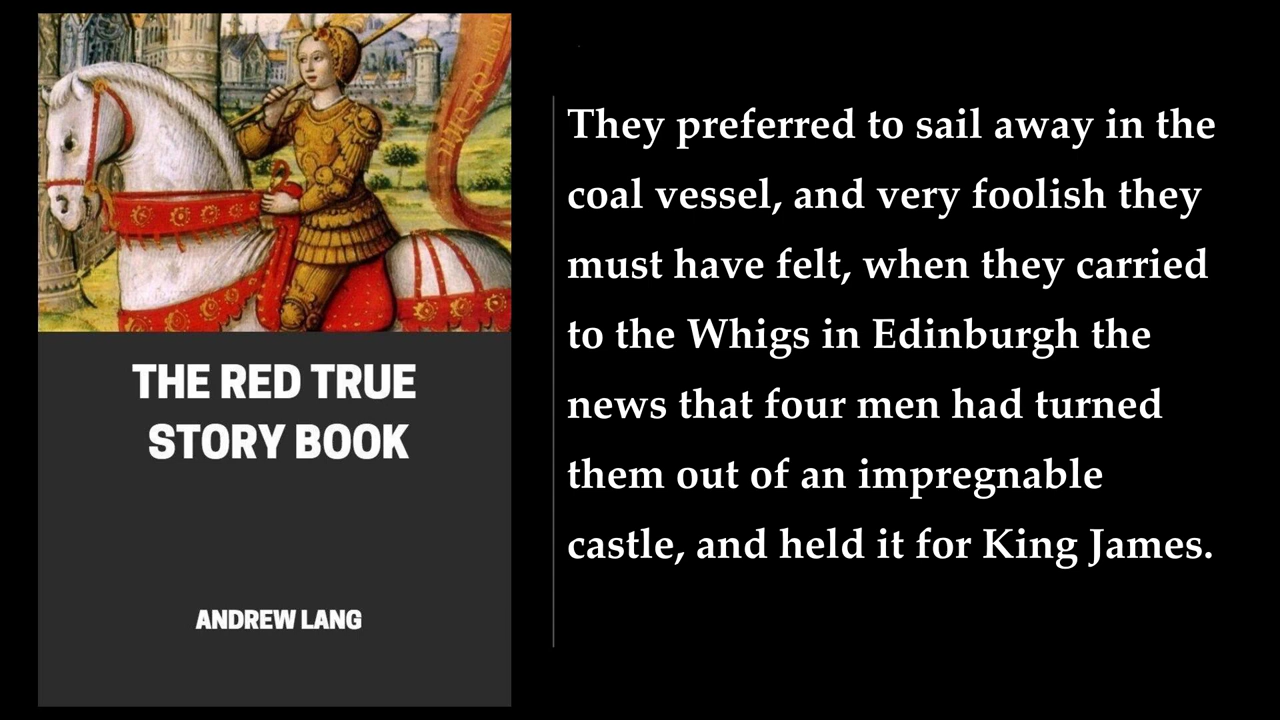 THE RED TRUE
STORY BOOK
ANDREW LANG
They preferred to sail away in the
coal vessel, and very foolish they
must have felt, when they carried
to the Whigs in Edinburgh the
news that four men had turned
them out of an impregnable
castle, and held it for King James.